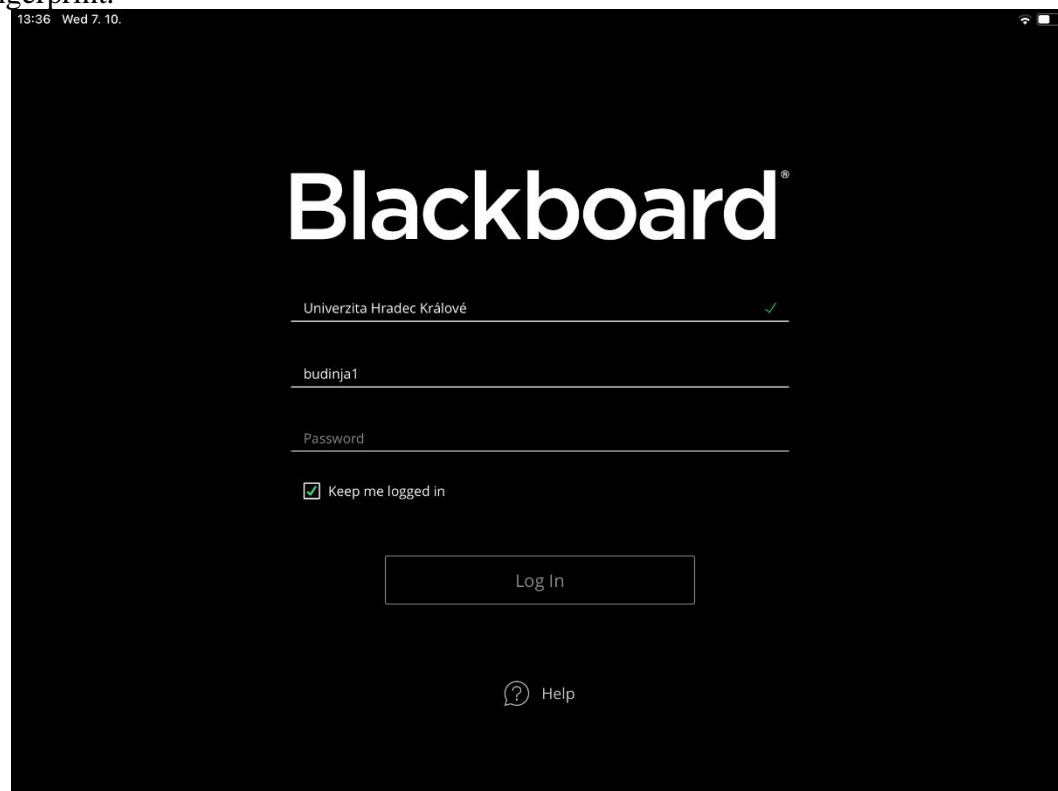 13:36 Wed 7. 10.
Blackboard®
Univerzita Hradec Králové
budinja1
Password
Keep me logged in
Log In
Help